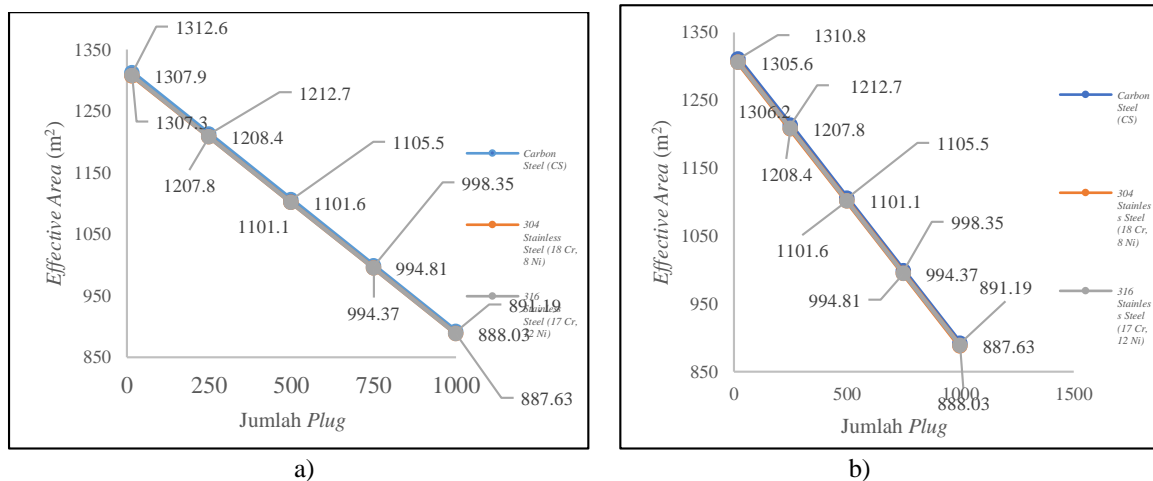 1350
1250
1150
1050
950
850
Effective Area (m²)
1312.6
1307.9
1307.3
1212.7
1208.4
1207.8
1105.5
1101.6
1101.1
998.35
994.81
994.37
891.19
888.03
887.63
0
250
500
750
1000
Jumlah Plug
Carbon
Steel (CS)
304
Stainless
Steel (18 Cr,
8 Ni)
316
Stainless
Steel (17 Cr,
12 Ni)
a)
1350
1250
1150
1050
950
850
Effective Area (m²)
1310.8
1305.6
1306.2
1212.7
1207.8
1208.4
1105.5
1101.1
1101.6
998.35
994.37
994.81
891.19
887.63
888.03
0
500
1000
1500
Jumlah Plug
Carbon
Steel (CS)
304
Stainles
s Steel
(18 Cr,
8 Ni)
316
Stainles
s Steel
(17 Cr,
12 Ni)
b)